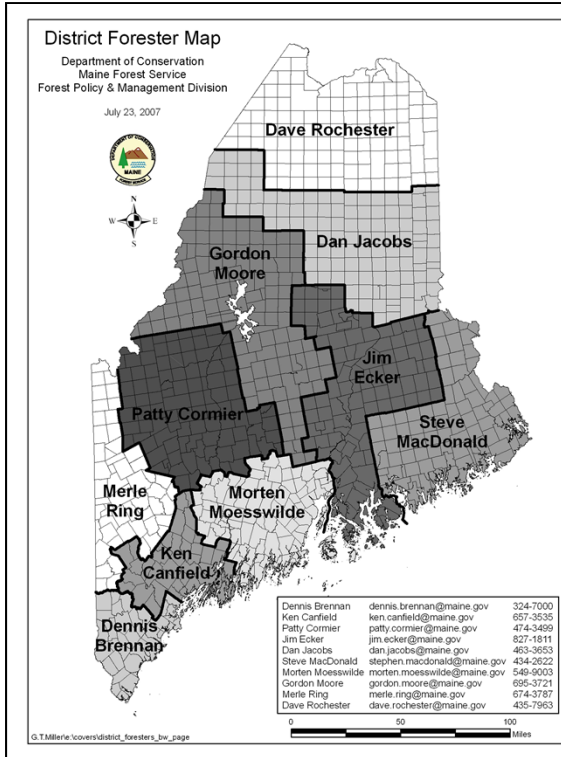 District Forester Map
Department of Conservation
Maine Forest Service
Forest Policy & Management Division
July 23, 2007
DEPARTMENT OF CONSERVATION
MAINE
FOREST SERVICE
N
W E
S
Dave Rochester
Dan Jacobs
Gordon
Moore
Jim
Ecker
Patty Cormier
Steve
MacDonald
Merle
Ring
Morten
Moesswilde
Ken
Canfield
Dennis
Brennan
Dennis Brennan dennis.brennan@maine.gov 324-7000
Ken Canfield ken.canfield@maine.gov 657-3535
Patty Cormier patty.cormier@maine.gov 474-3499
Jim Ecker jim.ecker@maine.gov 827-1811
Dan Jacobs dan.jacobs@maine.gov 463-3653
Steve MacDonald stephen.macdonald@maine.gov 434-2622
Morten Moesswilde morten.moesswilde@maine.gov 549-9003
Gordon Moore gordon.moore@maine.gov 695-3721
Merle Ring merle.ring@maine.gov 674-3787
Dave Rochester dave.rochester@maine.gov 435-7963
0 50 100
Miles
G.T.Miller\e:\covers\district_foresters_bw_page